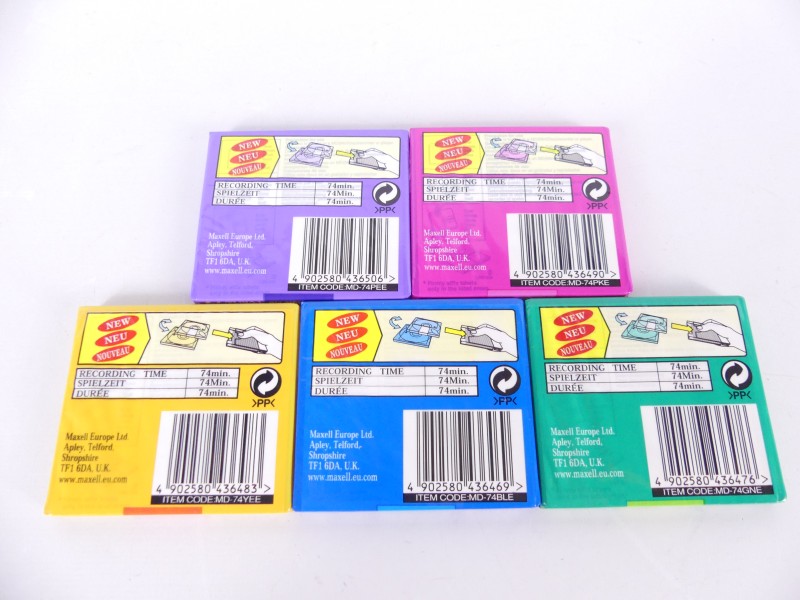 NEW
NEU
NOUVEAU
RECORDING TIME 74min.
SPIELZEIT 74Min.
DURÉE 74min.
PP
Maxell Europe Ltd.
Apley, Telford,
Shropshire
TF1 6DA, U.K.
www.maxell.eu.com
4 902580 436506 >
ITEM CODE:MD-74PEE
NEW
NEU
NOUVEAU
RECORDING TIME 74min.
SPIELZEIT 74Min.
DURÉE 74min.
PP
Maxell Europe Ltd.
Apley, Telford,
Shropshire
TF1 6DA, U.K.
www.maxell.eu.com
4 902580 436490 >
ITEM CODE:MD-74PKE
NEW
NEU
NOUVEAU
RECORDING TIME 74min.
SPIELZEIT 74Min.
DURÉE 74min.
PP
Maxell Europe Ltd.
Apley, Telford,
Shropshire
TF1 6DA, U.K.
www.maxell.eu.com
4 902580 436483 >
ITEM CODE:MD-74YEE
NEW
NEU
NOUVEAU
RECORDING TIME 74min.
SPIELZEIT 74Min.
DURÉE 74min.
PP
Maxell Europe Ltd.
Apley, Telford,
Shropshire
TF1 6DA, U.K.
www.maxell.eu.com
4 902580 436469 >
ITEM CODE:MD-74BLE
NEW
NEU
NOUVEAU
RECORDING TIME 74min.
SPIELZEIT 74Min.
DURÉE 74min.
PP
Maxell Europe Ltd.
Apley, Telford,
Shropshire
TF1 6DA, U.K.
www.maxell.eu.com
4 902580 436476 >
ITEM CODE:MD-74GNE